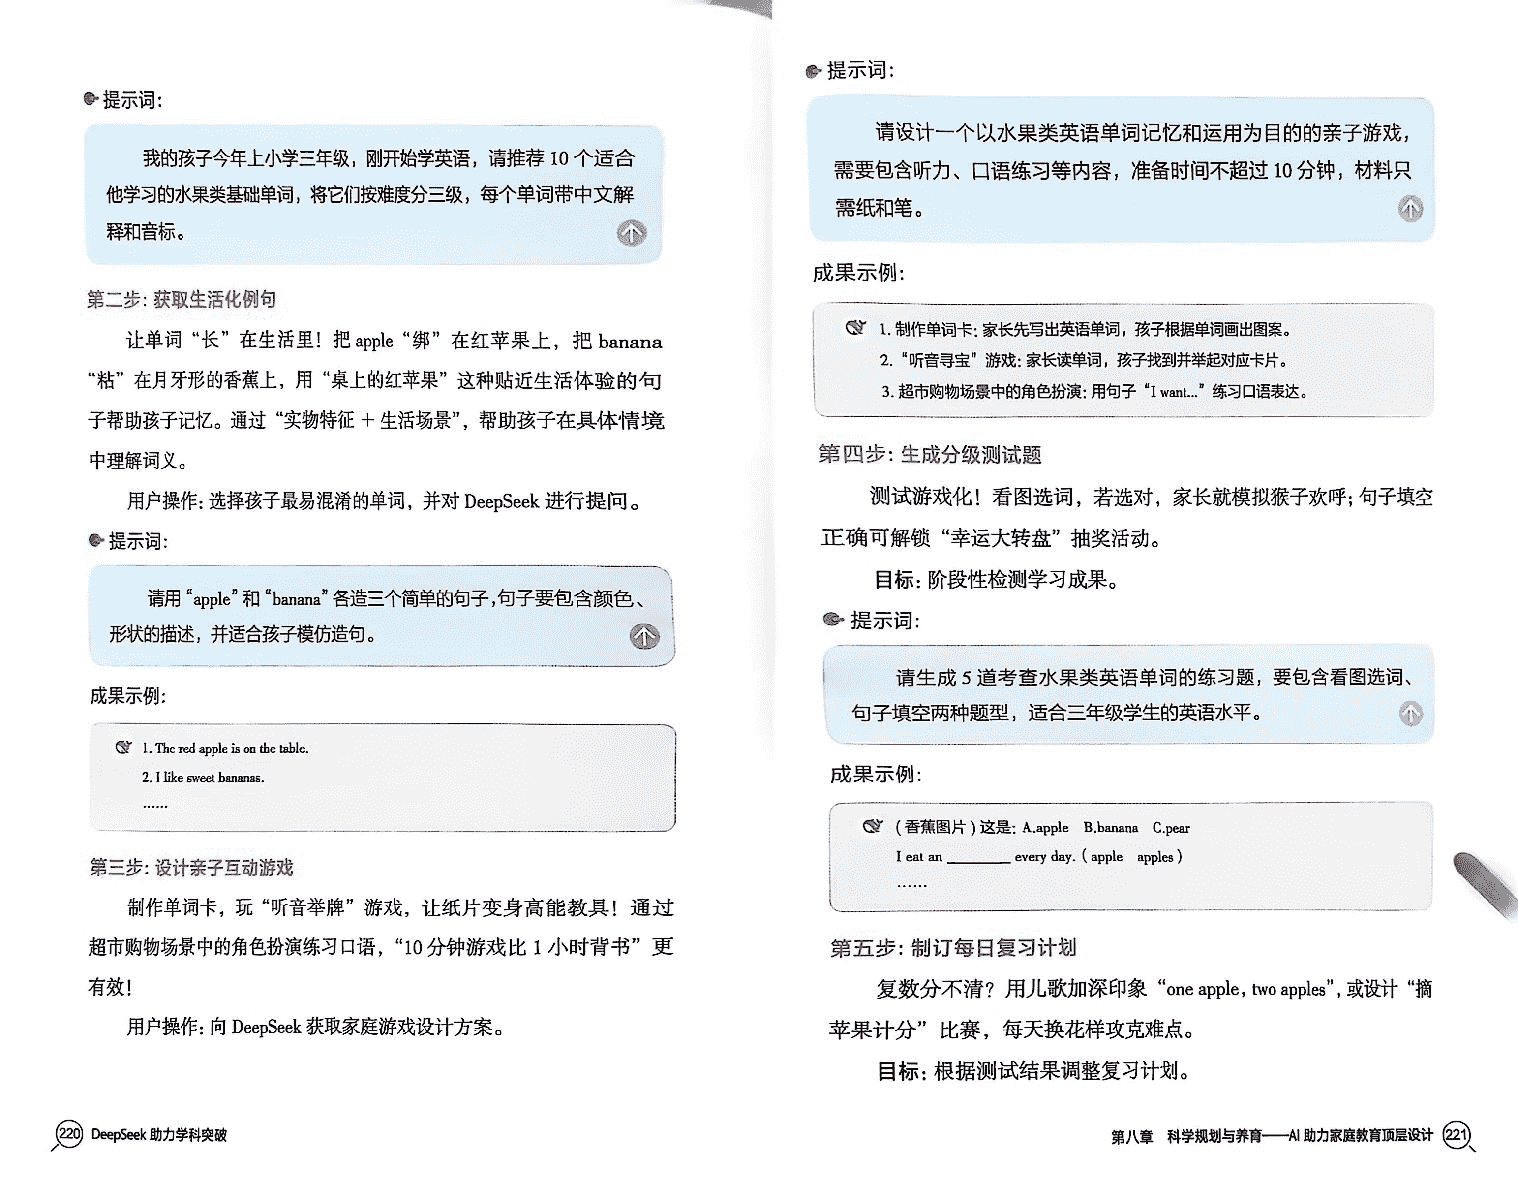 提示词：
我的孩子今年上小学三年级，刚开始学英语，请推荐 10 个适合
他学习的水果类基础单词，将它们按难度分三级，每个单词带中文解
释和音标。
第二步：获取生活化例句
让单词“长”在生活里！把 apple “绑”在红苹果上，把 banana
“粘”在月牙形的香蕉上，用“桌上的红苹果”这种贴近生活体验的句
子帮助孩子记忆。通过“实物特征 + 生活场景”，帮助孩子在具体情境
中理解词义。
用户操作：选择孩子最易混淆的单词，并对 DeepSeek 进行提问。
提示词：
请用“apple”和“banana”各造三个简单的句子，句子要包含颜色、
形状的描述，并适合孩子模仿造句。
成果示例：
1. The red apple is on the table.
2. I like sweet bananas.
......
第三步：设计亲子互动游戏
制作单词卡，玩“听音举牌”游戏，让纸片变身高能教具！通过
超市购物场景中的角色扮演练习口语，“10 分钟游戏比 1 小时背书”更
有效！
用户操作：向 DeepSeek 获取家庭游戏设计方案。
220 DeepSeek 助力学科突破
提示词：
请设计一个以水果类英语单词记忆和运用为目的的亲子游戏，
需要包含听力、口语练习等内容，准备时间不超过 10 分钟，材料只
需纸和笔。
成果示例：
1. 制作单词卡：家长先写出英语单词，孩子根据单词画出图案。
2. “听音寻宝”游戏：家长读单词，孩子找到并举起对应卡片。
3. 超市购物场景中的角色扮演：用句子“I want...”练习口语表达。
第四步：生成分级测试题
测试游戏化！看图选词，若选对，家长就模拟猴子欢呼；句子填空
正确可解锁“幸运大转盘”抽奖活动。
目标：阶段性检测学习成果。
提示词：
请生成 5 道考查水果类英语单词的练习题，要包含看图选词、
句子填空两种题型，适合三年级学生的英语水平。
成果示例：
（香蕉图片）这是：A.apple B.banana C.pear
I eat an ________ every day.（apple apples）
......
第五步：制订每日复习计划
复数分不清？用儿歌加深印象“one apple, two apples”，或设计“摘
苹果计分”比赛，每天换花样攻克难点。
目标：根据测试结果调整复习计划。
第八章 科学规划与养育——AI 助力家庭教育顶层设计 221